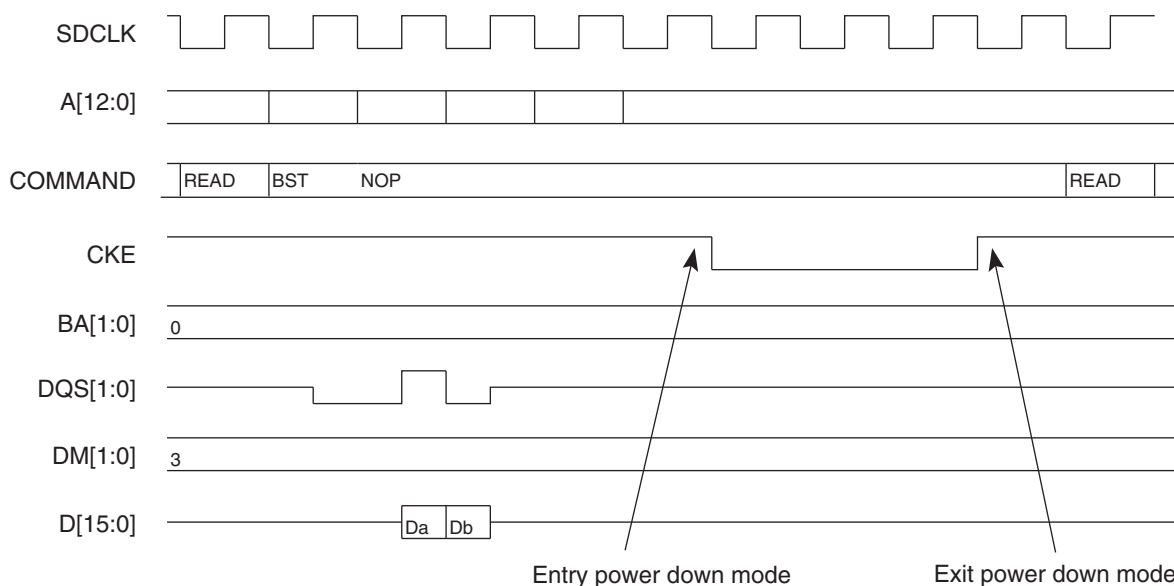 SDCLK
A[12:0]
COMMAND READ BST NOP READ
CKE
BA[1:0] 0
DQS[1:0]
DM[1:0] 3
D[15:0] Da Db
Entry power down mode Exit power down mode